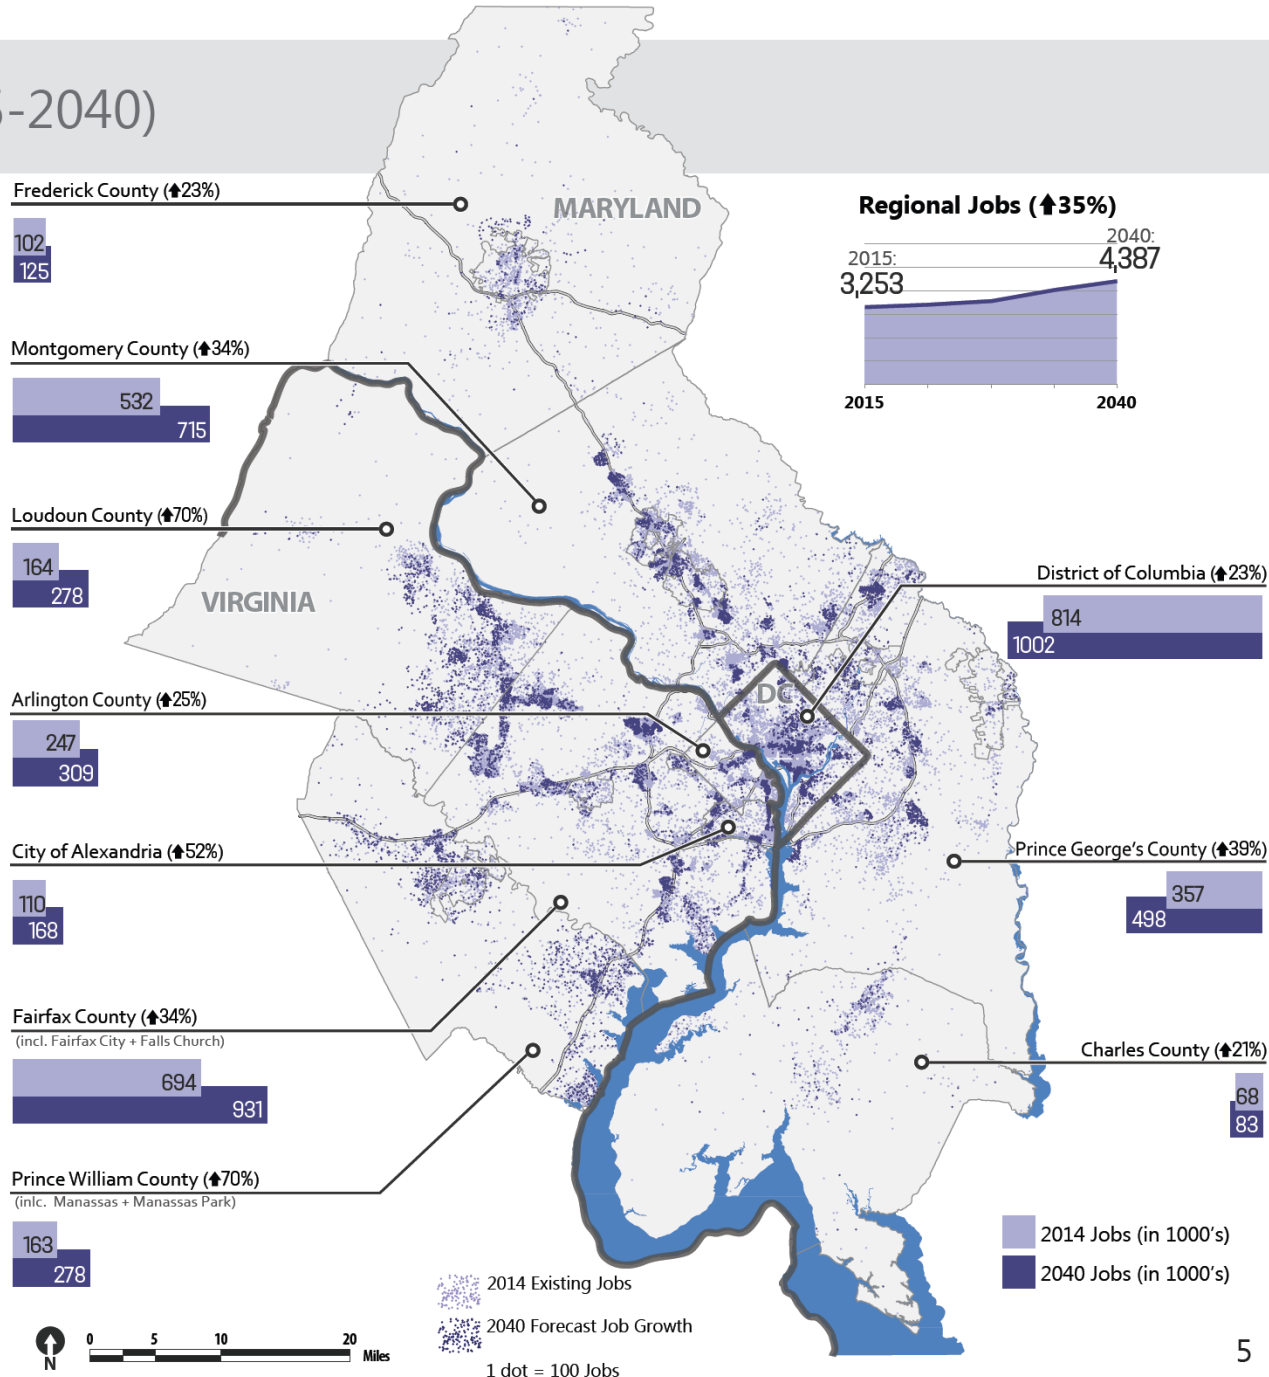 5-2040)
Frederick County (⬆23%)
102
125
MARYLAND
Regional Jobs (⬆35%)
2015:
3,253
2040:
4,387
2015
2040
Montgomery County (⬆34%)
532
715
Loudoun County (⬆70%)
164
278
VIRGINIA
District of Columbia (⬆23%)
814
1002
DC
Arlington County (⬆25%)
247
309
City of Alexandria (⬆52%)
110
168
Prince George's County (⬆39%)
357
498
Fairfax County (⬆34%)
(incl. Fairfax City + Falls Church)
694
931
Charles County (⬆21%)
68
83
Prince William County (⬆70%)
(inlc. Manassas + Manassas Park)
163
278
2014 Jobs (in 1000's)
2040 Jobs (in 1000's)
2014 Existing Jobs
2040 Forecast Job Growth
1 dot = 100 Jobs
N
0 5 10 20
Miles
5